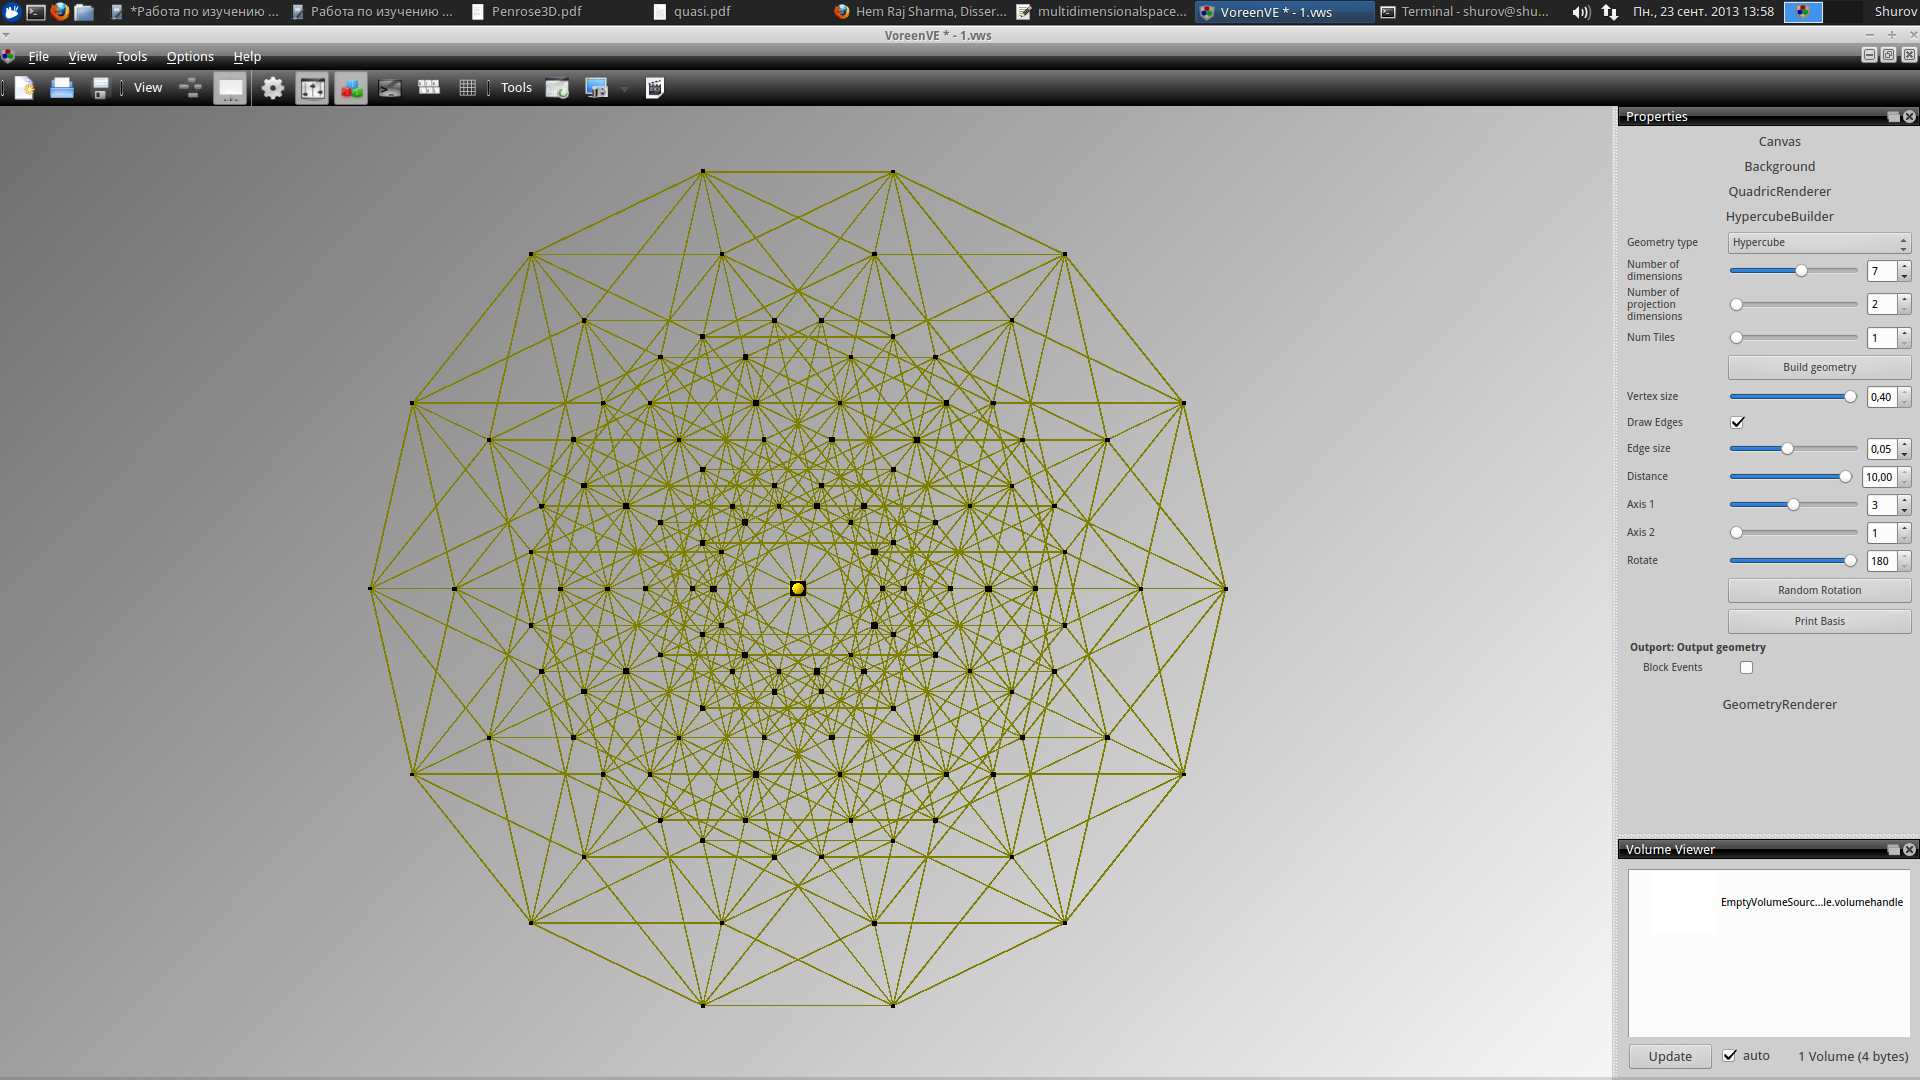 *Работа по изучению ... Работа по изучению ... Penrose3D.pdf quasi.pdf Hem Raj Sharma, Disser... multidimensionalspace... VoreenVE * - 1.vws Terminal - shurov@shu... Пн., 23 сент. 2013 13:58 Shurov
VoreenVE * - 1.vws
File View Tools Options Help
View Tools
Properties
Canvas
Background
QuadricRenderer
HypercubeBuilder
Geometry type Hypercube
Number of
dimensions 7
Number of
projection
dimensions 2
Num Tiles 1
Build geometry
Vertex size 0,40
Draw Edges
Edge size 0,05
Distance 10,00
Axis 1 3
Axis 2 1
Rotate 180
Random Rotation
Print Basis
Outport: Output geometry
Block Events
GeometryRenderer
Volume Viewer
EmptyVolumeSourc...le.volumehandle
Update auto 1 Volume (4 bytes)